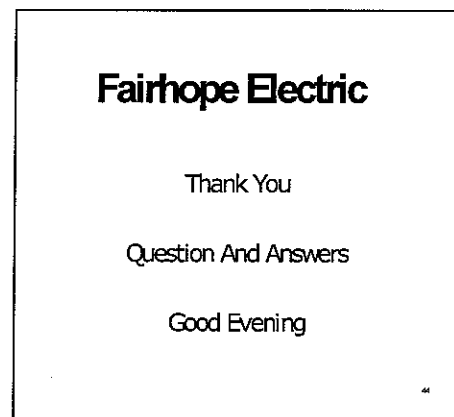 Fairhope Electric
Thank You
Question And Answers
Good Evening
44